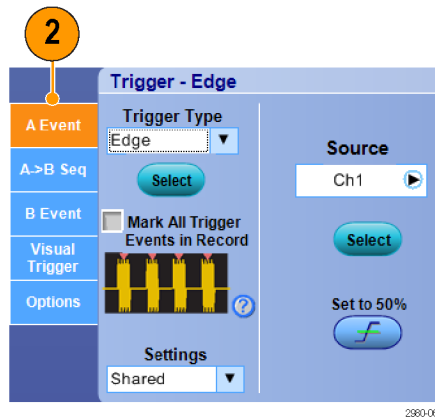 2
Trigger - Edge
A Event
A->B Seq
B Event
Visual
Trigger
Options
Trigger Type
Edge
Select
Mark All Trigger
Events in Record
Settings
Shared
Source
Ch1
Select
Set to 50%